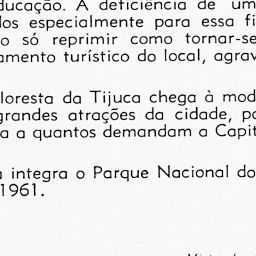 ducação. A deficiência de um
dos especialmente para essa fi
o só reprimir como tornar-se
amento turístico do local, agrav
loresta da Tijuca chega à mod
grandes atrações da cidade, po
a a quantos demandam a Capit
a integra o Parque Nacional do
1961.